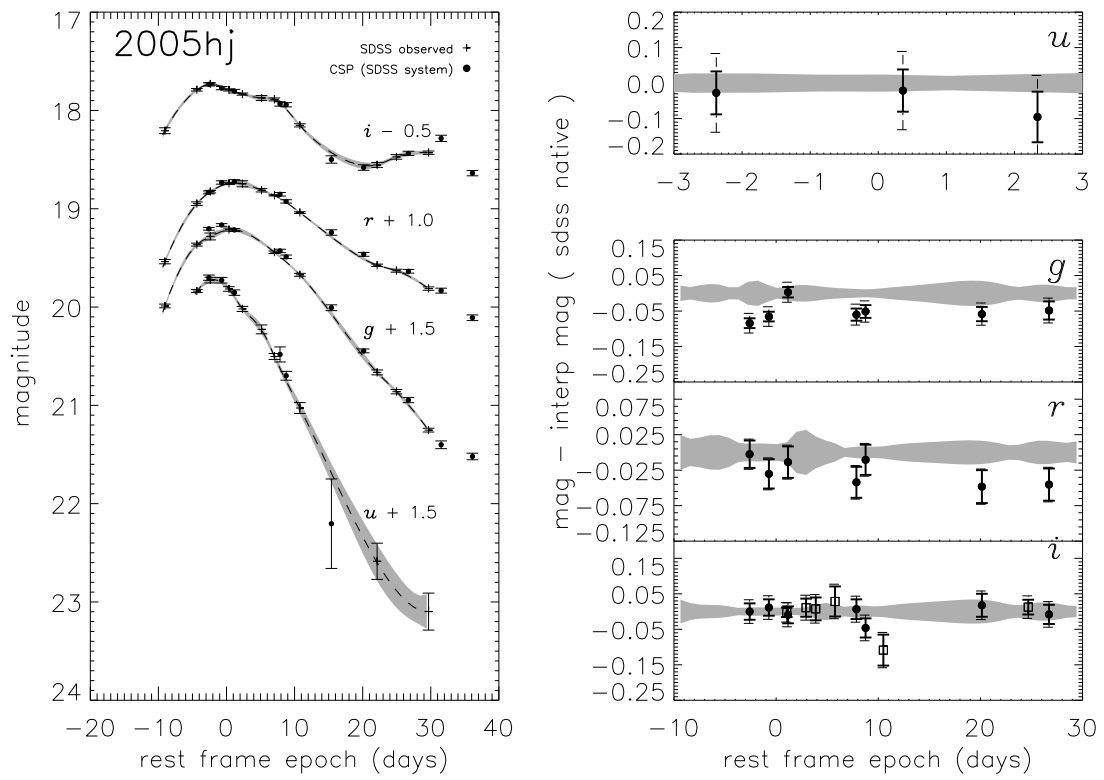 2005hj
SDSS observed
CSP (SDSS system)
i − 0.5
r + 1.0
g + 1.5
u + 1.5
17
18
19
20
21
22
23
24
magnitude
−20 −10 0 10 20 30 40
rest frame epoch (days)
mag − interp mag ( sdss native )
u
0.2
0.1
0.0
−0.1
−0.2
−3 −2 −1 0 1 2 3
g
0.15
0.05
−0.05
−0.15
−0.25
r
0.075
0.025
−0.025
−0.075
−0.125
i
0.15
0.05
−0.05
−0.15
−0.25
−10 0 10 20 30
rest frame epoch (days)